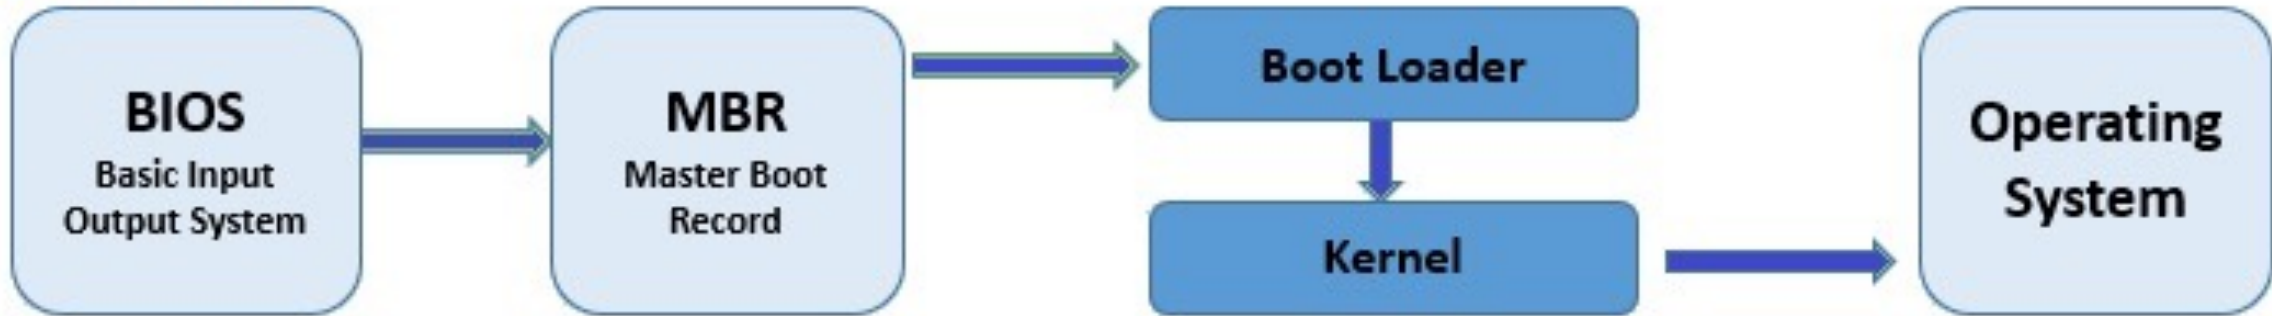 BIOS
Basic Input
Output System
MBR
Master Boot
Record
Boot Loader
Kernel
Operating
System